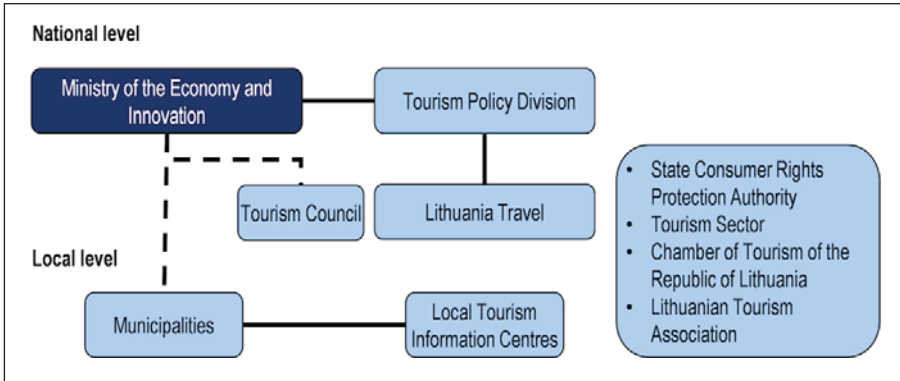 National level
Ministry of the Economy and
Innovation
Tourism Policy Division
Tourism Council
Lithuania Travel
Local level
Municipalities
Local Tourism
Information Centres
• State Consumer Rights
Protection Authority
• Tourism Sector
• Chamber of Tourism of the
Republic of Lithuania
• Lithuanian Tourism
Association